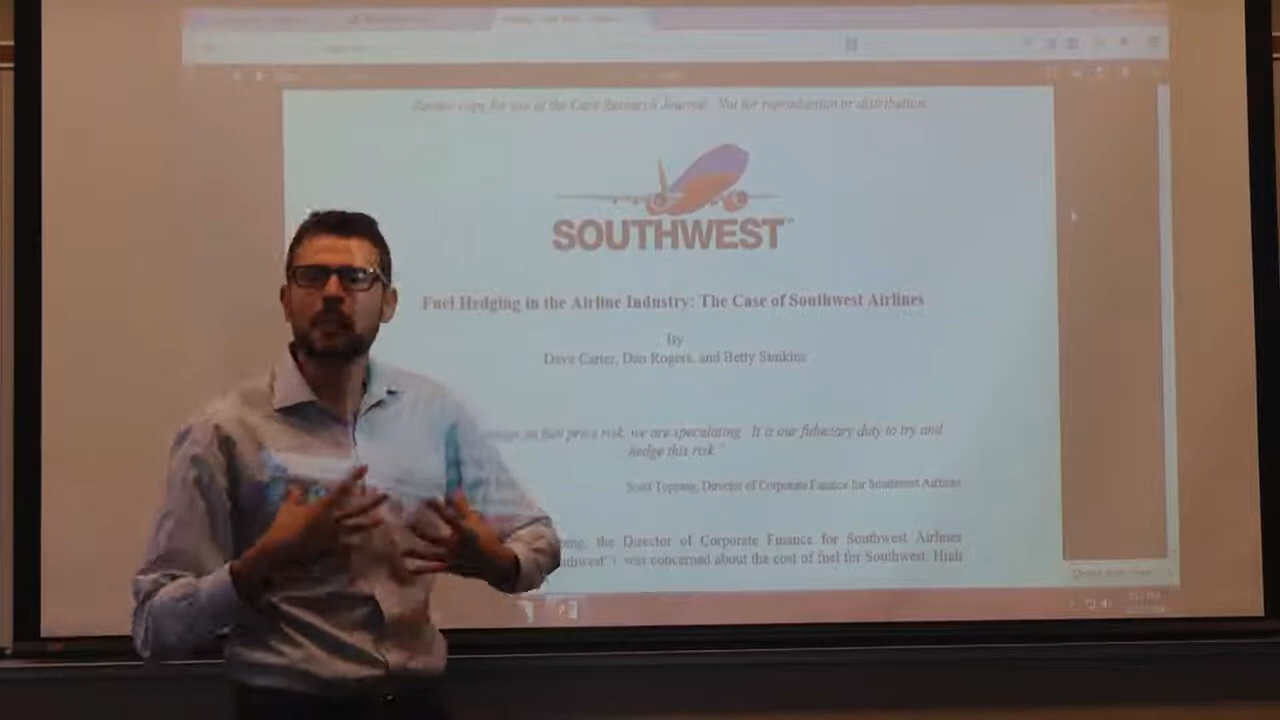 Review copy for use of the Case Research Journal. Not for reproduction or distribution.
SOUTHWEST
Fuel Hedging in the Airline Industry: The Case of Southwest Airlines
By
Dave Carter, Dan Rogers, and Betty Simkins
on fuel price risk, we are speculating. It is our fiduciary duty to try and
hedge this risk."
Scott Topping, Director of Corporate Finance for Southwest Airlines
the Director of Corporate Finance for Southwest Airlines
was concerned about the cost of fuel for Southwest. High